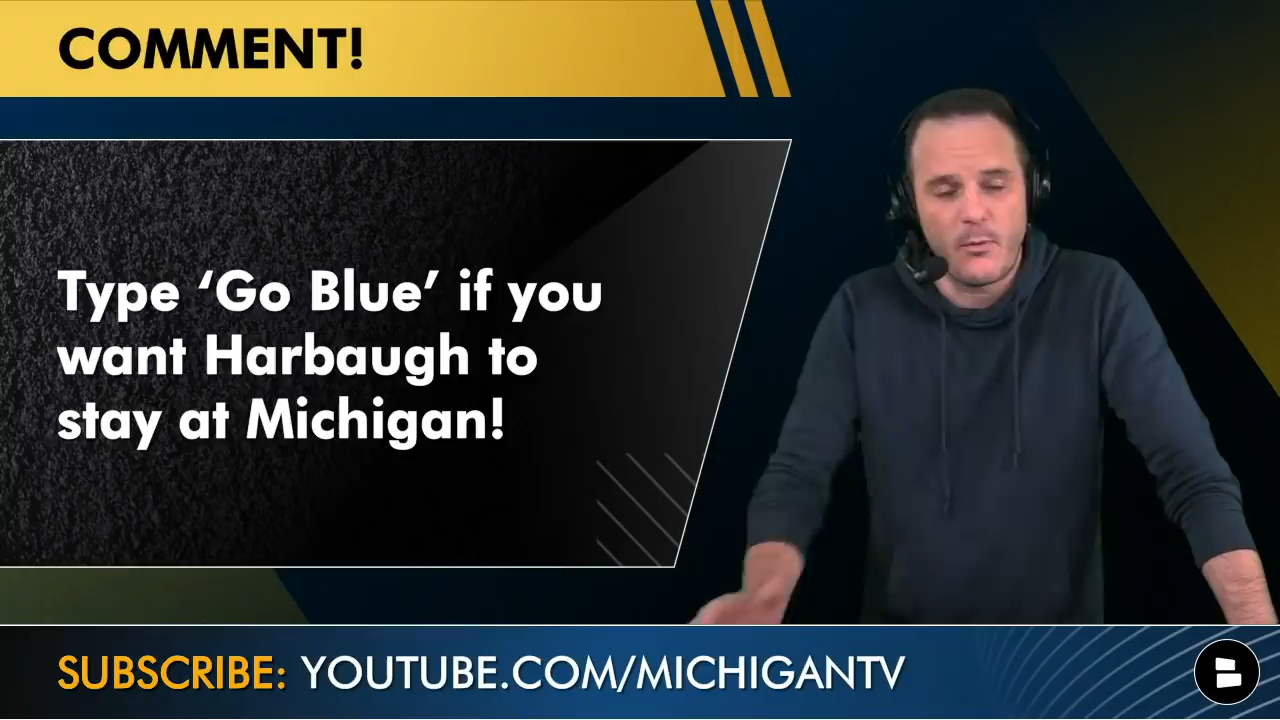 COMMENT!
Type ‘Go Blue’ if you
want Harbaugh to
stay at Michigan!
SUBSCRIBE: YOUTUBE.COM/MICHIGANTV